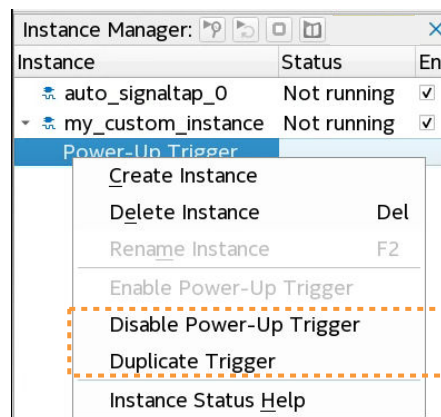 Instance Manager:
Instance Status En
auto_signaltap_0 Not running
my_custom_instance Not running
Power-Up Trigger
Create Instance
Delete Instance Del
Rename Instance F2
Enable Power-Up Trigger
Disable Power-Up Trigger
Duplicate Trigger
Instance Status Help